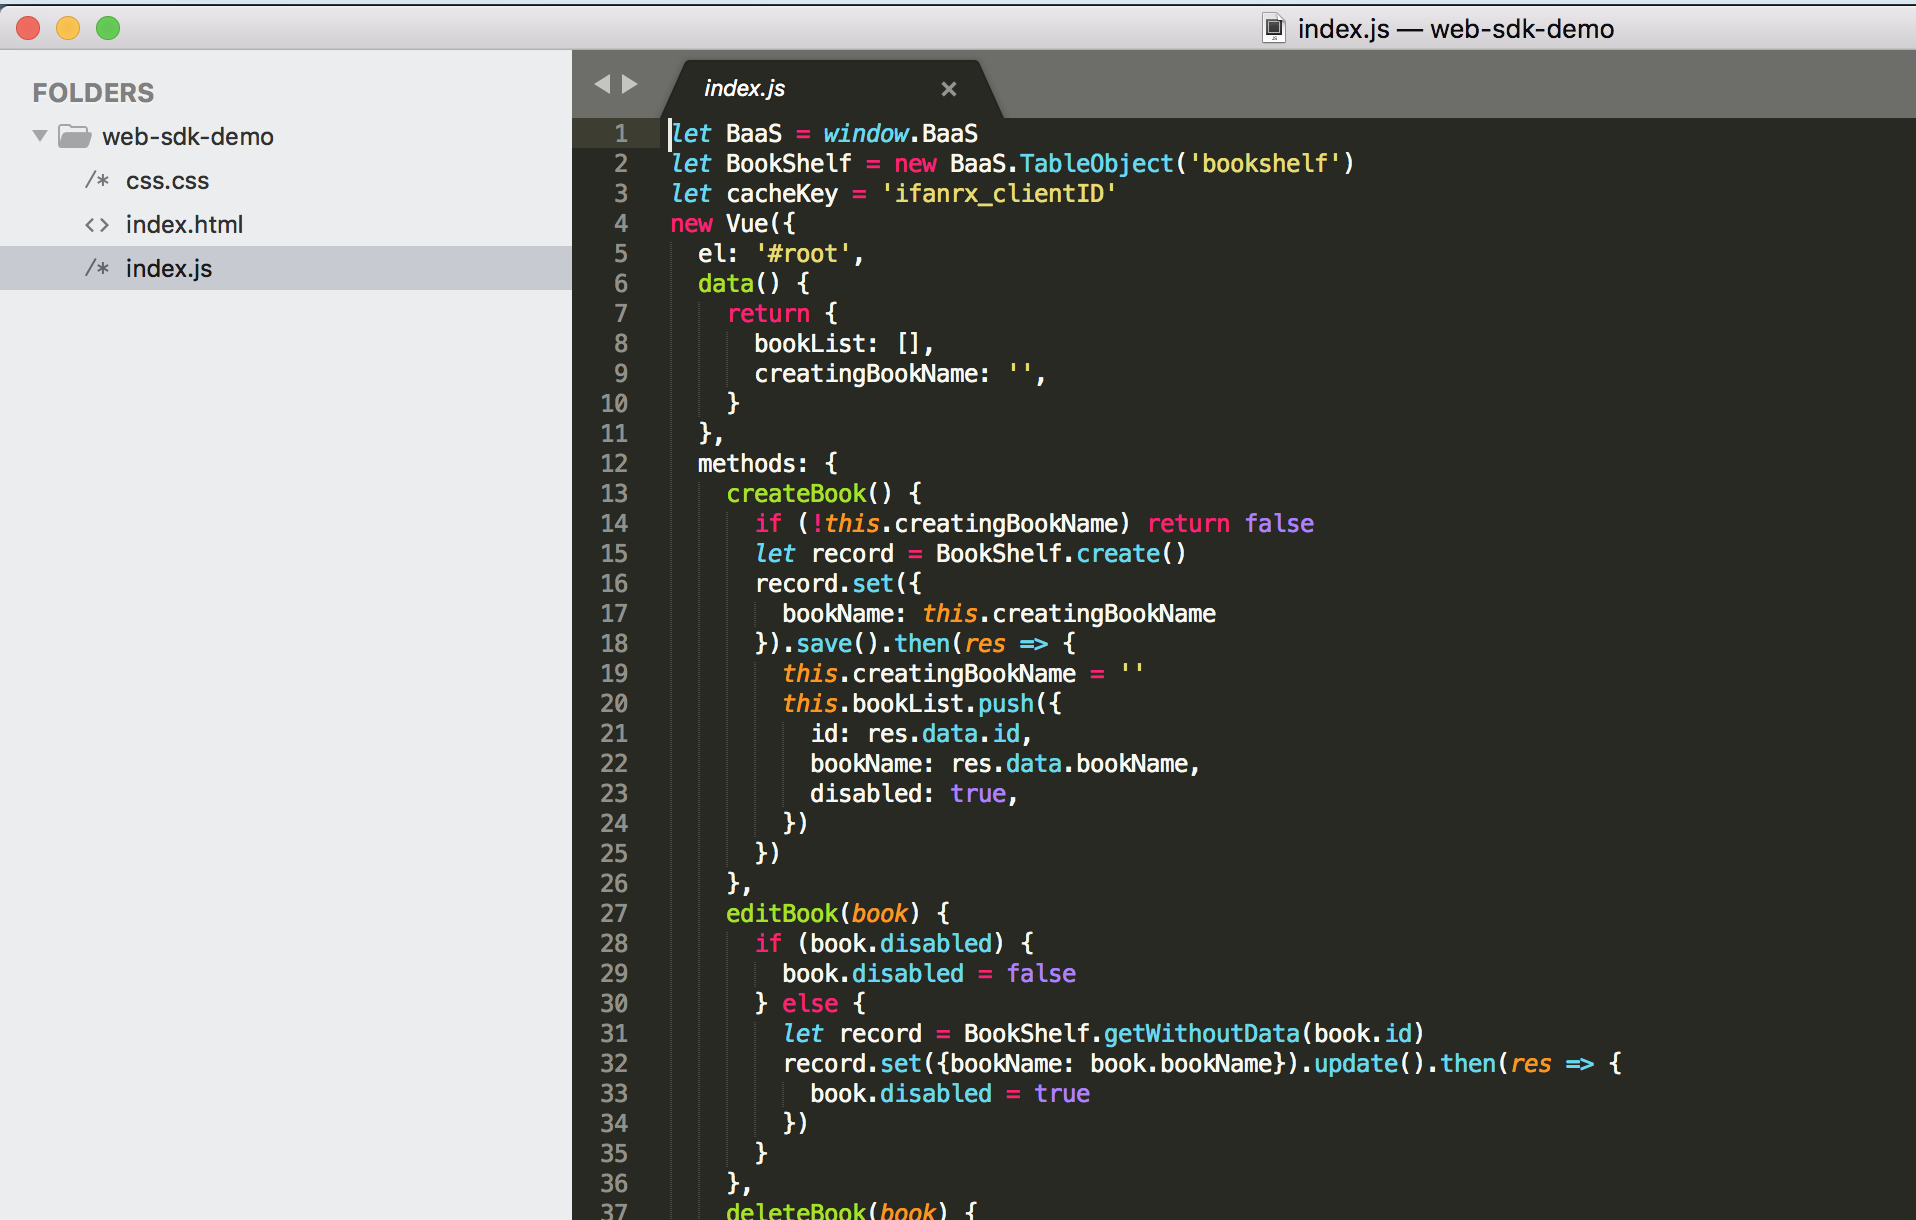 index.js — web-sdk-demo
FOLDERS
web-sdk-demo
/* css.css
<> index.html
/* index.js
index.js
1 let BaaS = window.BaaS
2 let BookShelf = new BaaS.TableObject('bookshelf')
3 let cacheKey = 'ifanrx_clientID'
4 new Vue({
5   el: '#root',
6   data() {
7     return {
8       bookList: [],
9       creatingBookName: '',
10     }
11   },
12   methods: {
13     createBook() {
14       if (!this.creatingBookName) return false
15       let record = BookShelf.create()
16       record.set({
17         bookName: this.creatingBookName
18       }).save().then(res => {
19         this.creatingBookName = ''
20         this.bookList.push({
21           id: res.data.id,
22           bookName: res.data.bookName,
23           disabled: true,
24         })
25       })
26     },
27     editBook(book) {
28       if (book.disabled) {
29         book.disabled = false
30       } else {
31         let record = BookShelf.getWithoutData(book.id)
32         record.set({bookName: book.bookName}).update().then(res => {
33           book.disabled = true
34         })
35       }
36     },
37     deleteBook(book) {